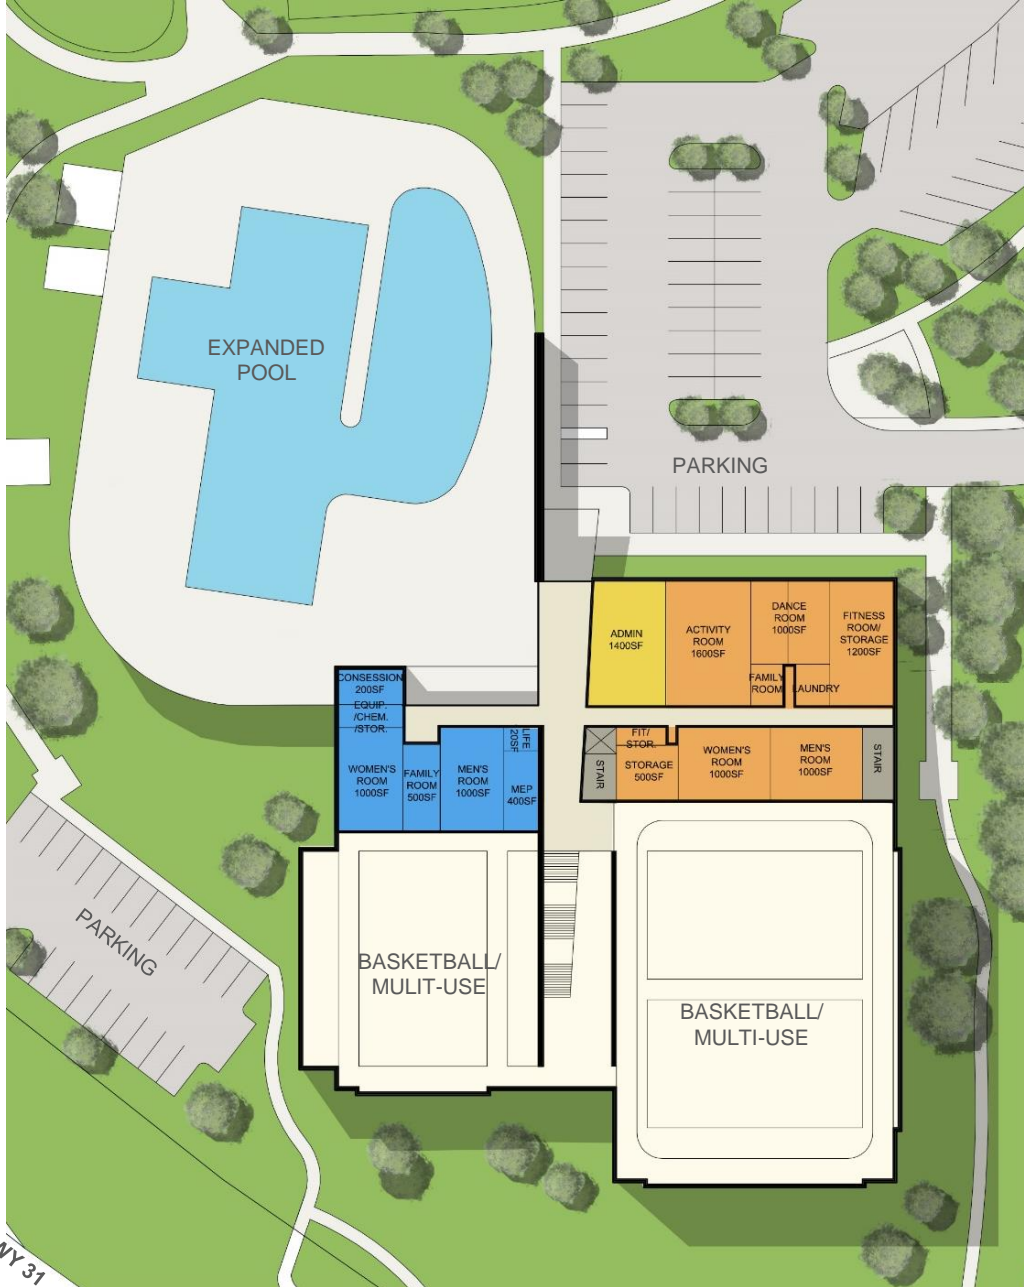 EXPANDED
POOL
PARKING
ADMIN
1400SF
ACTIVITY
ROOM
1600SF
DANCE
ROOM
1000SF
FITNESS
ROOM/
STORAGE
1200SF
FAMILY
ROOM
LAUNDRY
CONSESSION
200SF
EQUIP.
/CHEM.
/STOR.
WOMEN'S
ROOM
1000SF
FAMILY
ROOM
500SF
MEN'S
ROOM
1000SF
LIFE
20SF
MEP
400SF
STAIR
FIT/
STOR.
STORAGE
500SF
WOMEN'S
ROOM
1000SF
MEN'S
ROOM
1000SF
STAIR
PARKING
BASKETBALL/
MULIT-USE
BASKETBALL/
MULTI-USE
WY 31